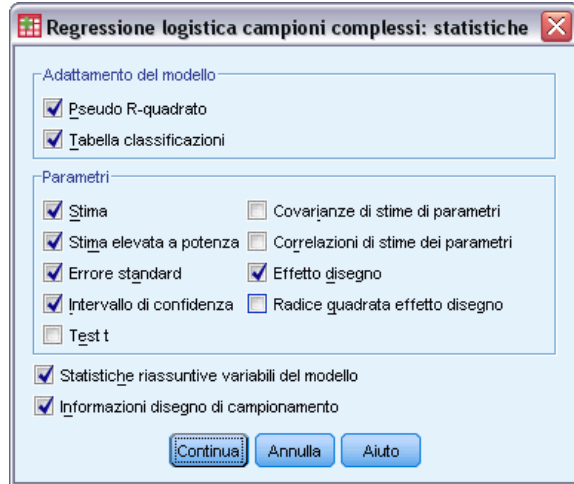 Regressione logistica campioni complessi: statistiche
Adattamento del modello
Pseudo R-quadrato
Tabella classificazioni
Parametri
Stima
Covarianze di stime di parametri
Stima elevata a potenza
Correlazioni di stime dei parametri
Errore standard
Effetto disegno
Intervallo di confidenza
Radice quadrata effetto disegno
Test t
Statistiche riassuntive variabili del modello
Informazioni disegno di campionamento
Continua
Annulla
Aiuto